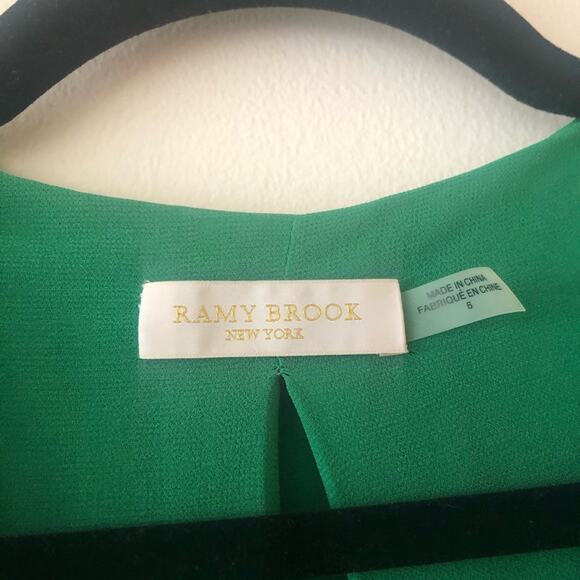 RAMY BROOK
NEW YORK
MADE IN CHINA
FABRIQUÉ EN CHINE
6